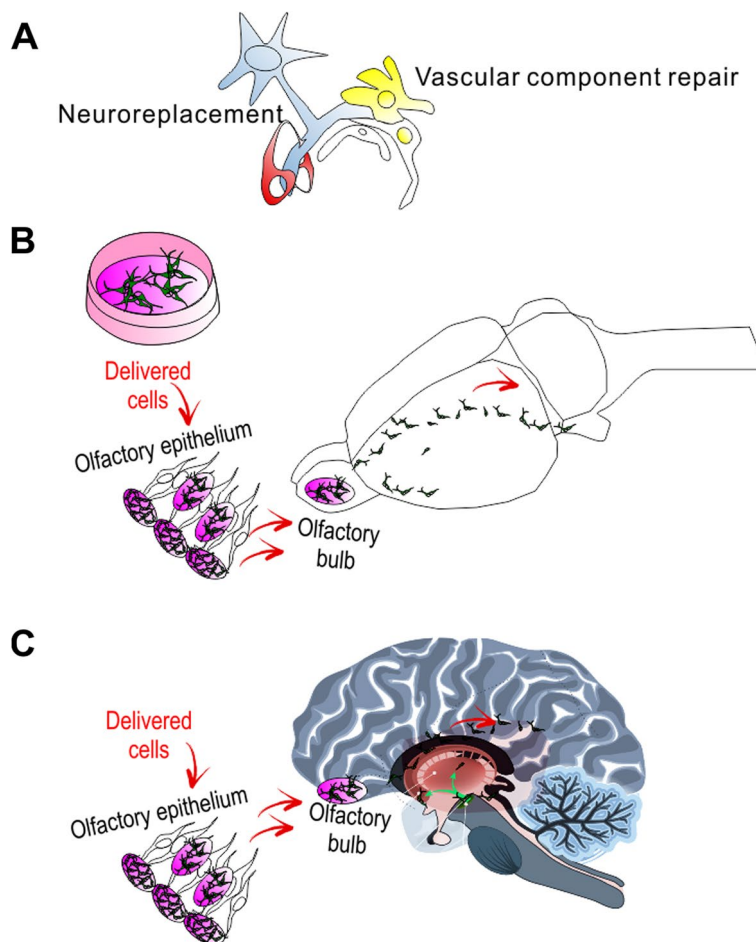 A
Vascular component repair
Neuroreplacement
B
Delivered
cells
Olfactory epithelium
Olfactory
bulb
C
Delivered
cells
Olfactory epithelium
Olfactory
bulb